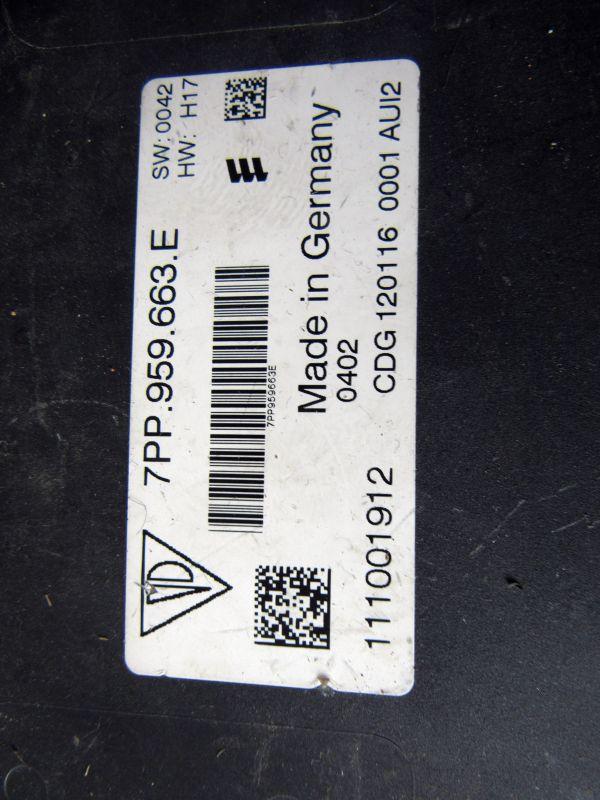 7PP.959.663.E
SW: 0042
HW: H17
7PP959663E
E
Made in Germany
0402
111001912
CDG 120116 0001 AUI2